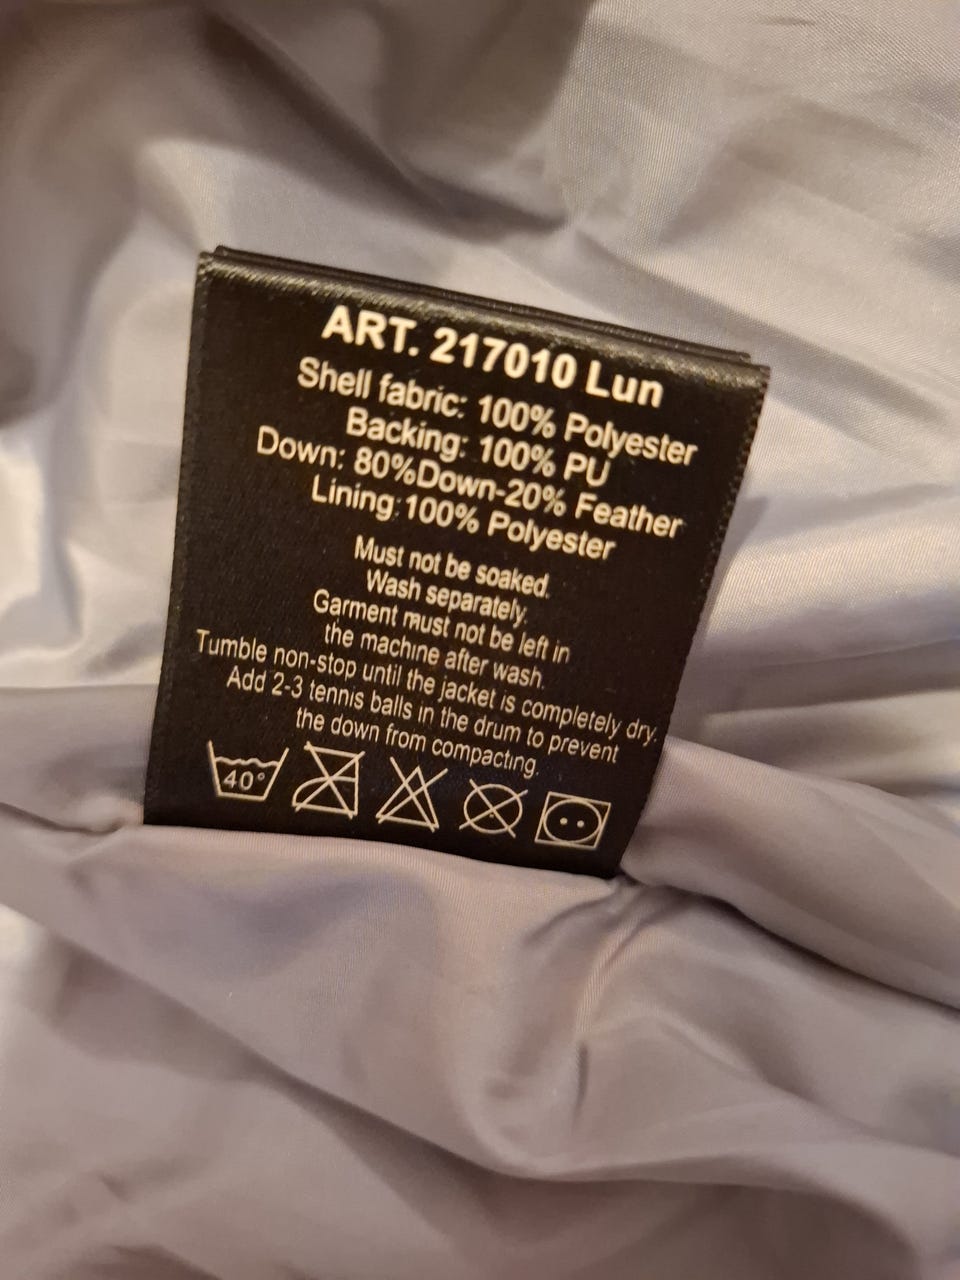 ART. 217010 Lun
Shell fabric: 100% Polyester
Backing: 100% PU
Down: 80%Down-20% Feather
Lining:100% Polyester
Must not be soaked.
Wash separately.
Garment must not be left in
the machine after wash.
Tumble non-stop until the jacket is completely dry.
Add 2-3 tennis balls in the drum to prevent
the down from compacting.
40°